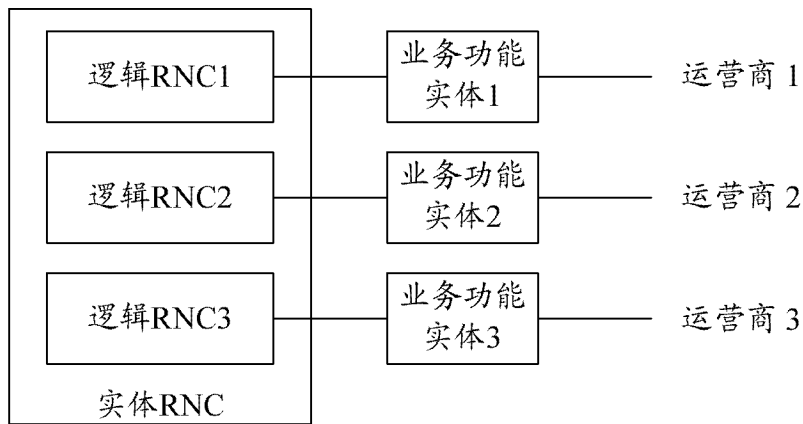 逻辑RNC1
业务功能
实体1
运营商 1
逻辑RNC2
业务功能
实体2
运营商 2
逻辑RNC3
业务功能
实体3
运营商 3
实体RNC